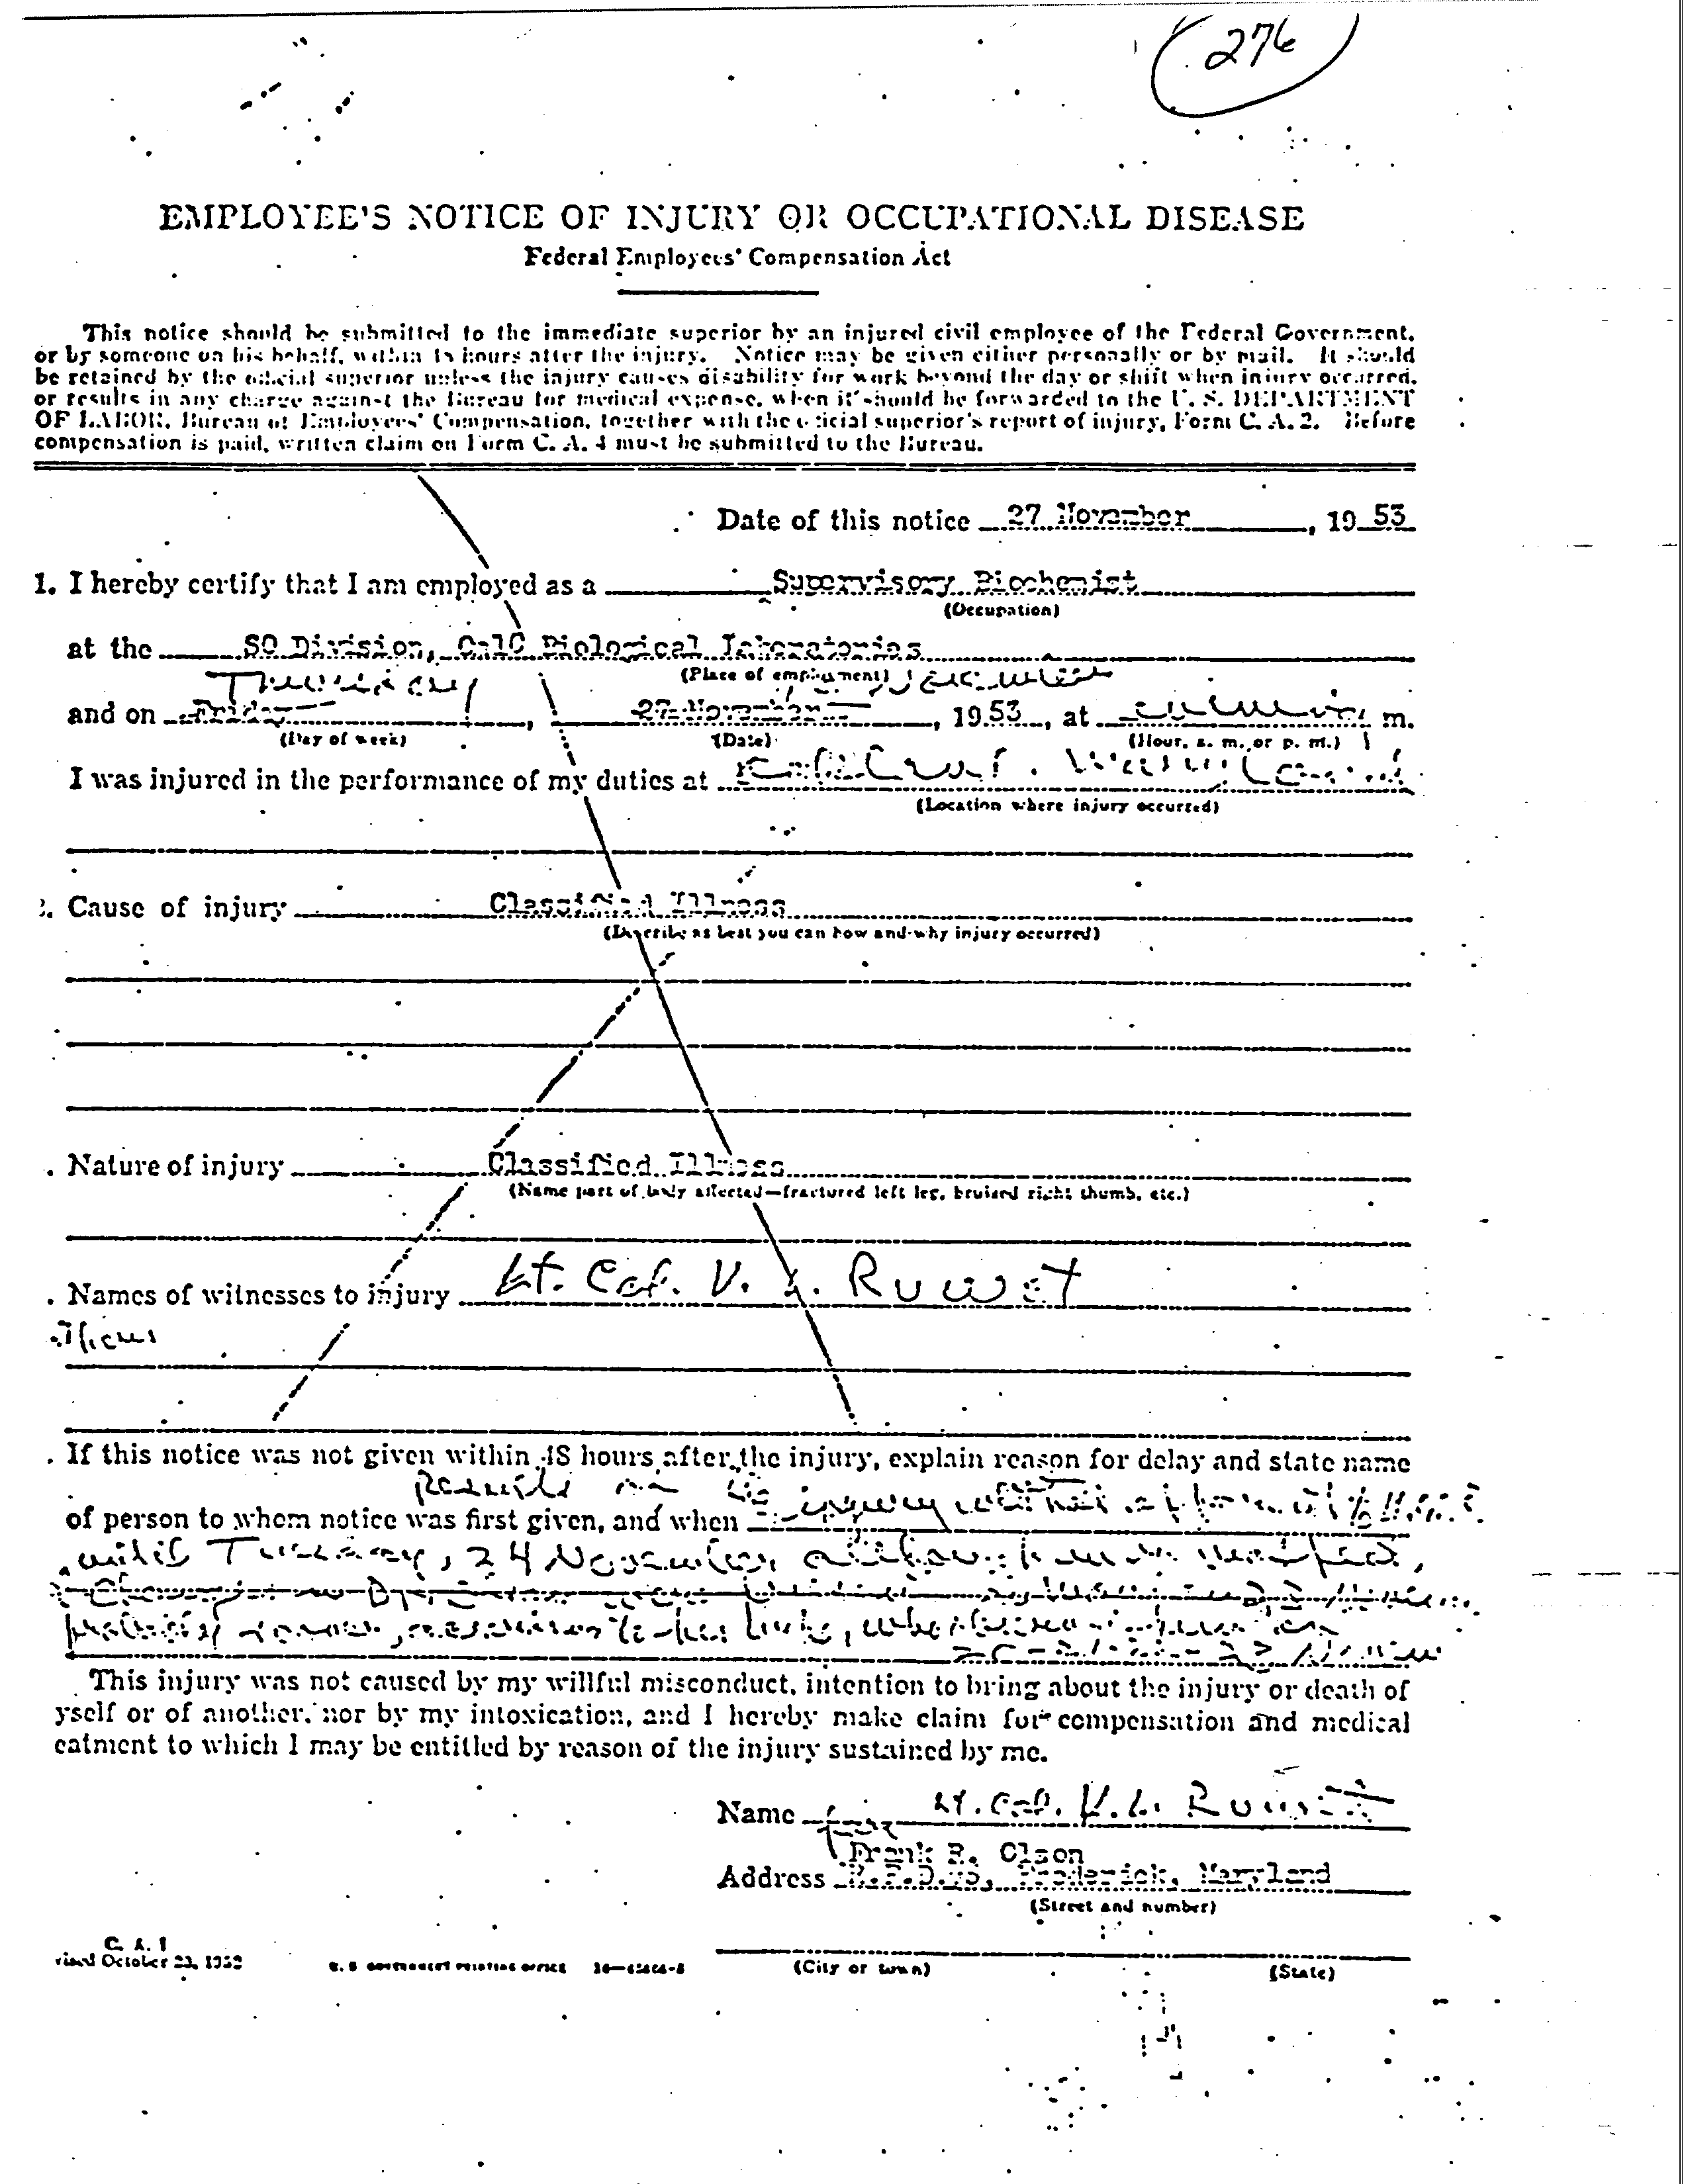 276
EMPLOYEE'S NOTICE OF INJURY OR OCCUPATIONAL DISEASE
Federal Employees' Compensation Act
This notice should be submitted to the immediate superior by an injured civil employee of the Federal Government,
or by someone on his behalf, within 48 hours after the injury. Notice may be given either personally or by mail. It should
be retained by the official superior unless the injury causes disability for work beyond the day or shift when injury occurred,
or results in any charge against the Bureau for medical expense, when it should be forwarded to the U. S. DEPARTMENT
OF LABOR, Bureau of Employees' Compensation, together with the official superior's report of injury, Form C. A. 2. Before
compensation is paid, written claim on Form C. A. 4 must be submitted to the Bureau.
Date of this notice 27 November, 1953
1. I hereby certify that I am employed as a Supervisory Biochemist
(Occupation)
at the SO Division, CmlC Biological Laboratories
(Place of employment)
Thursday
and on Friday, 27 November, 1953, at m.
(Day of week) (Date) (Hour, a. m. or p. m.)
I was injured in the performance of my duties at
(Location where injury occurred)
. Cause of injury Classified Illness
(Describe as best you can how and why injury occurred)
. Nature of injury Classified Illness
(Name part of body affected—fractured left leg, bruised right thumb, etc.)
. Names of witnesses to injury Lt. Col. V. L. Ruwet
. If this notice was not given within 48 hours after the injury, explain reason for delay and state name
of person to whom notice was first given, and when injury
until Tuesday, 24 November,
This injury was not caused by my willful misconduct, intention to bring about the injury or death of
yself or of another, nor by my intoxication, and I hereby make claim for compensation and medical
eatment to which I may be entitled by reason of the injury sustained by me.
Name Lt. Col. V. L. Ruwet
for
Frank R. Olson
Address Frederick, Maryland
(Street and number)
C. A. 1
vised October 23, 1952 U. S. GOVERNMENT PRINTING OFFICE (City or town) (State)